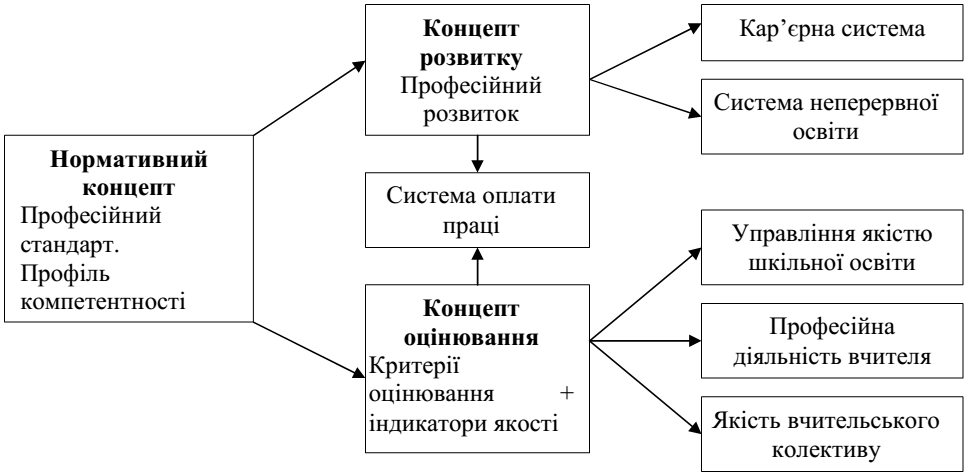 Нормативний
концепт
Професійний
стандарт.
Профіль
компетентності
Концепт
розвитку
Професійний
розвиток
Система оплати
праці
Концепт
оцінювання
Критерії
оцінювання +
індикатори якості
Кар’єрна система
Система неперервної
освіти
Управління якістю
шкільної освіти
Професійна
діяльність вчителя
Якість вчительського
колективу